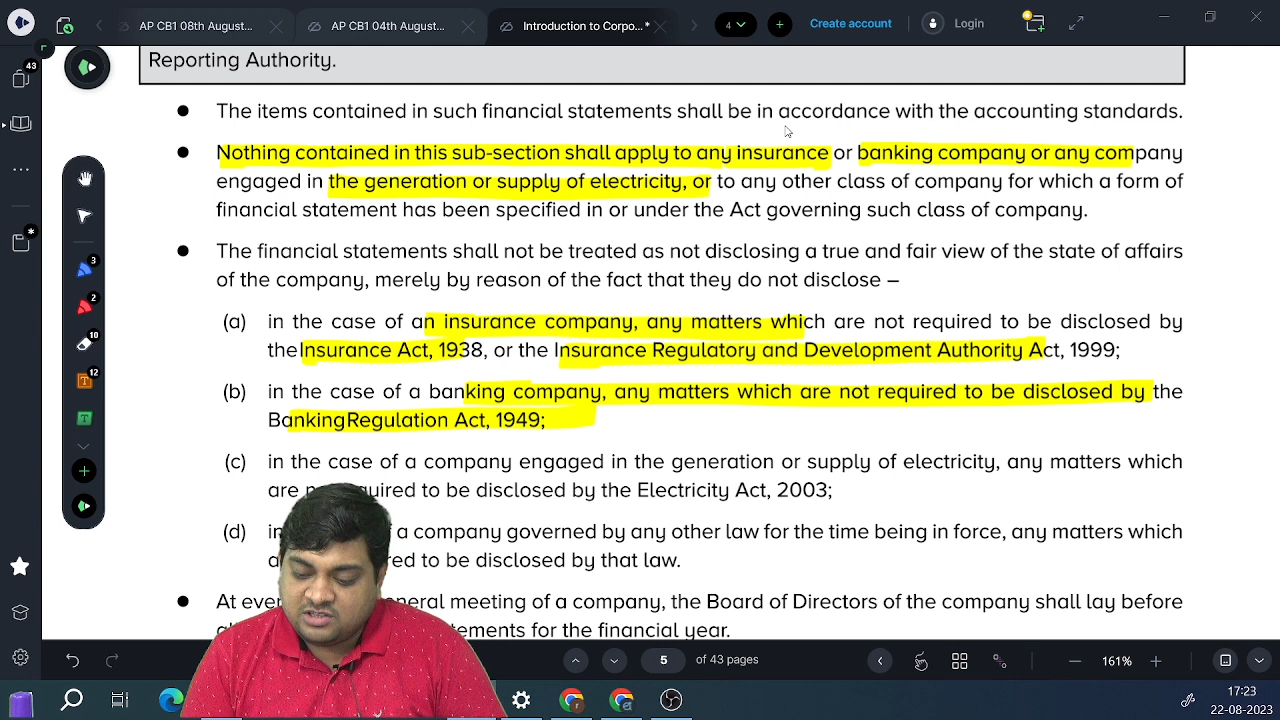 AP CB1 08th August...
AP CB1 04th August...
Introduction to Corpo...*
4
Create account
Login
43
Reporting Authority.
The items contained in such financial statements shall be in accordance with the accounting standards.
Nothing contained in this sub-section shall apply to any insurance or banking company or any company
engaged in the generation or supply of electricity, or to any other class of company for which a form of
financial statement has been specified in or under the Act governing such class of company.
The financial statements shall not be treated as not disclosing a true and fair view of the state of affairs
of the company, merely by reason of the fact that they do not disclose –
(a) in the case of an insurance company, any matters which are not required to be disclosed by
theInsurance Act, 1938, or the Insurance Regulatory and Development Authority Act, 1999;
(b) in the case of a banking company, any matters which are not required to be disclosed by the
BankingRegulation Act, 1949;
(c) in the case of a company engaged in the generation or supply of electricity, any matters which
are required to be disclosed by the Electricity Act, 2003;
(d) a company governed by any other law for the time being in force, any matters which
to be disclosed by that law.
At meeting of a company, the Board of Directors of the company shall lay before
for the financial year.
3
2
10
12
5 of 43 pages
161%
17:23
22-08-2023